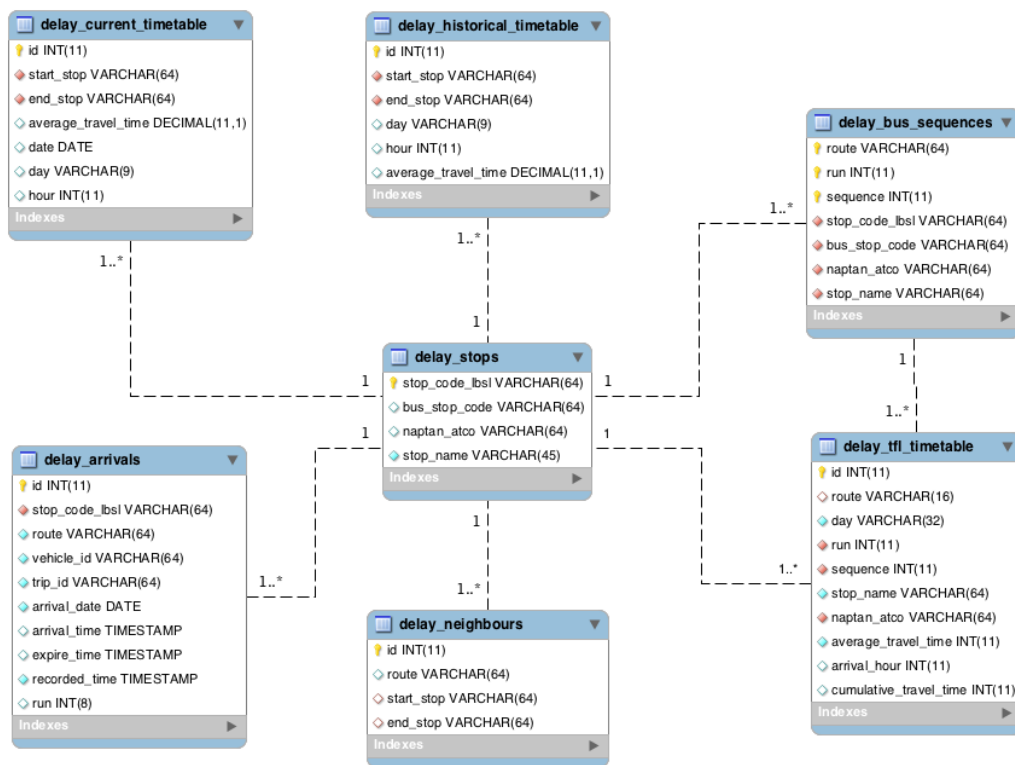 delay_current_timetable
id INT(11)
start_stop VARCHAR(64)
end_stop VARCHAR(64)
average_travel_time DECIMAL(11,1)
date DATE
day VARCHAR(9)
hour INT(11)
Indexes
delay_historical_timetable
id INT(11)
start_stop VARCHAR(64)
end_stop VARCHAR(64)
day VARCHAR(9)
hour INT(11)
average_travel_time DECIMAL(11,1)
Indexes
delay_bus_sequences
route VARCHAR(64)
run INT(11)
sequence INT(11)
stop_code_lbsl VARCHAR(64)
bus_stop_code VARCHAR(64)
naptan_atco VARCHAR(64)
stop_name VARCHAR(64)
Indexes
1..*
1..*
1..*
1
1
1
1
1..*
delay_stops
stop_code_lbsl VARCHAR(64)
bus_stop_code VARCHAR(64)
naptan_atco VARCHAR(64)
stop_name VARCHAR(45)
Indexes
1
1
1
1..*
1..*
1..*
delay_arrivals
id INT(11)
stop_code_lbsl VARCHAR(64)
route VARCHAR(64)
vehicle_id VARCHAR(64)
trip_id VARCHAR(64)
arrival_date DATE
arrival_time TIMESTAMP
expire_time TIMESTAMP
recorded_time TIMESTAMP
run INT(8)
Indexes
delay_neighbours
id INT(11)
route VARCHAR(64)
start_stop VARCHAR(64)
end_stop VARCHAR(64)
Indexes
delay_tfl_timetable
id INT(11)
route VARCHAR(16)
day VARCHAR(32)
run INT(11)
sequence INT(11)
stop_name VARCHAR(64)
naptan_atco VARCHAR(64)
average_travel_time INT(11)
arrival_hour INT(11)
cumulative_travel_time INT(11)
Indexes